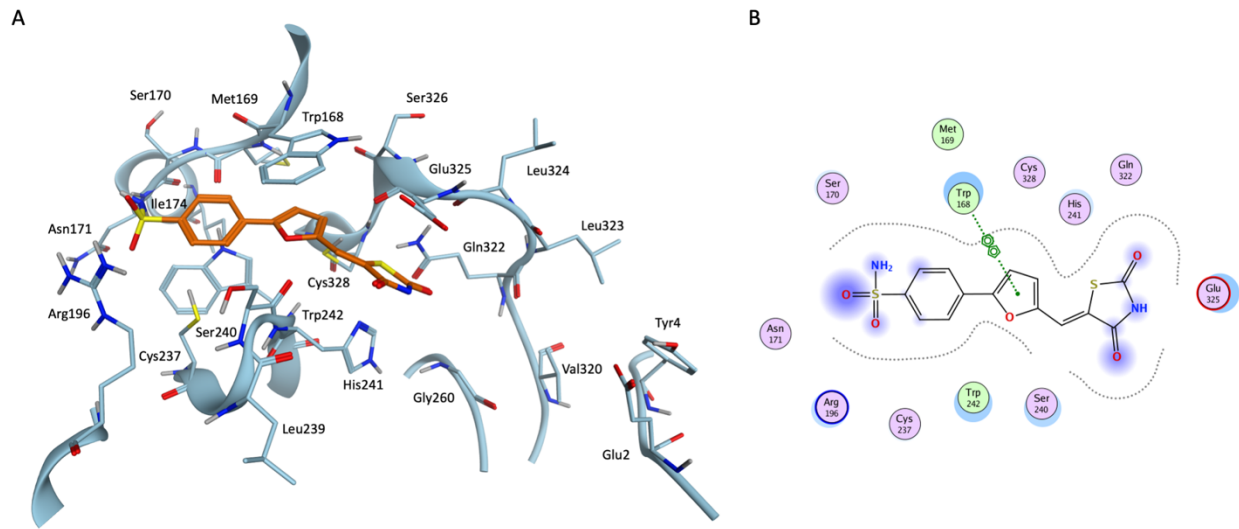 A
Ser170
Met169
Trp168
Ser326
Glu325
Leu324
Ile174
Asn171
Leu323
Gln322
Cys328
Arg196
Ser240
Trp242
Tyr4
Cys237
His241
Val320
Gly260
Leu239
Glu2
B
Met
169
Cys
328
Gln
322
Ser
170
Trp
168
His
241
O
NH₂
S
O
O
S
O
NH
O
O
Glu
325
Asn
171
Arg
196
Cys
237
Trp
242
Ser
240